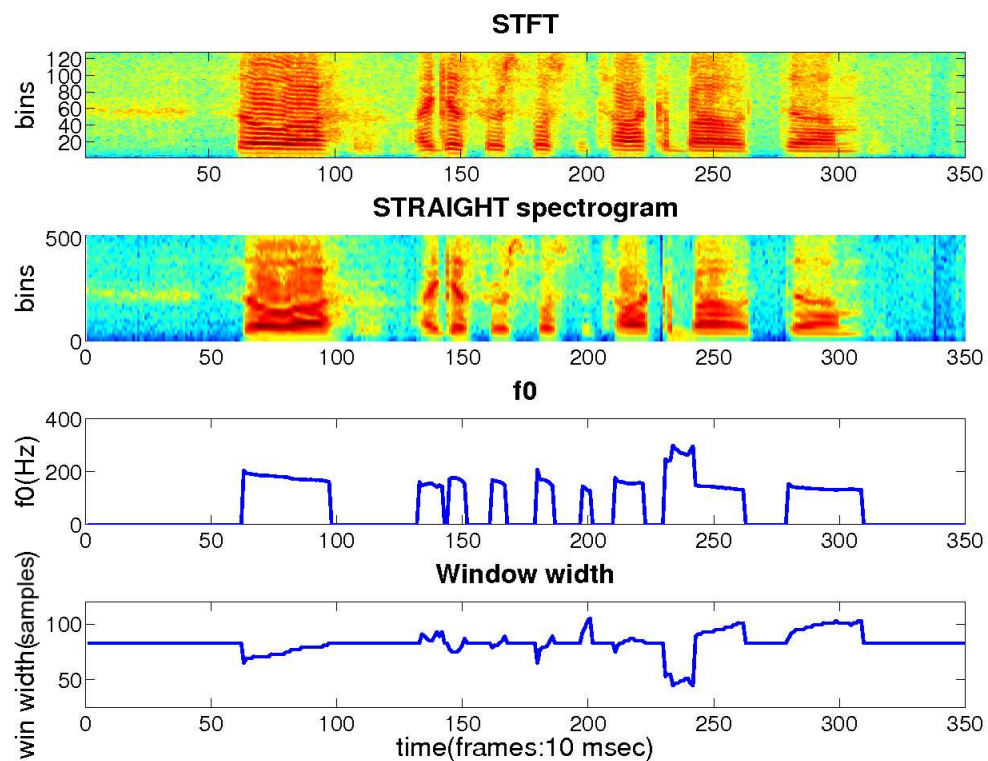 STFT
bins
120
100
80
60
40
20
50 100 150 200 250 300 350
STRAIGHT spectrogram
bins
500
0
0 50 100 150 200 250 300 350
f0
f0(Hz)
400
200
0
0 50 100 150 200 250 300 350
Window width
win width(samples)
100
50
0 50 100 150 200 250 300 350
time(frames:10 msec)